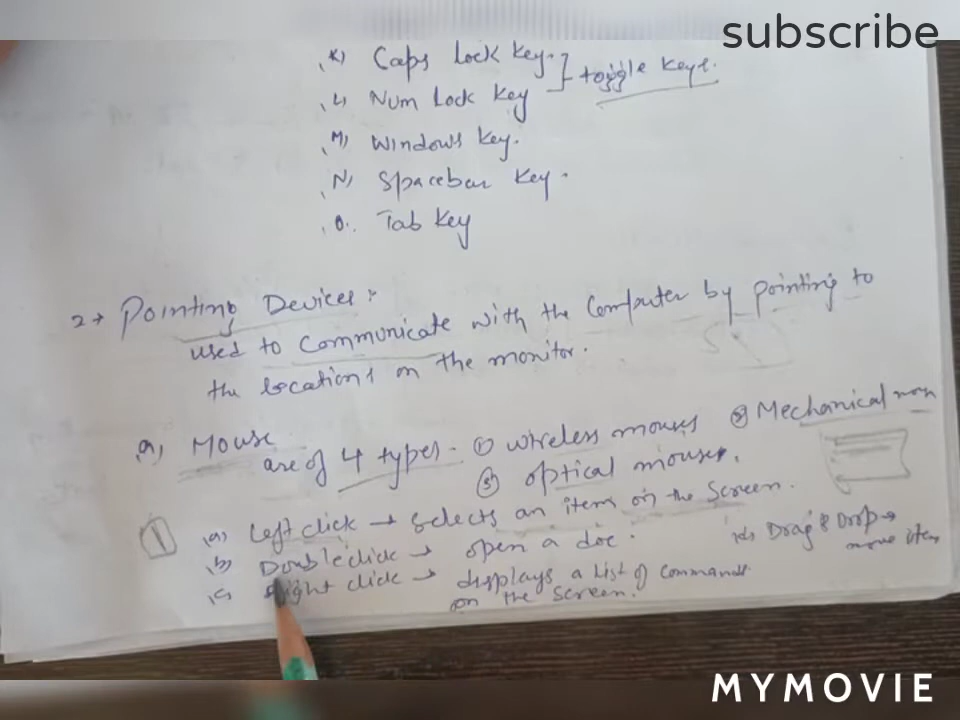 subscribe
(K) Caps lock key.
toggle keys.
(L) Num lock key
(M) Windows key.
(N) Spacebar key.
(O. Tab key
2→ Pointing Devices:
used to communicate with the computer by pointing to
the locations on the monitor.
(a) Mouse
are of 4 types. ① wireless mouses ② Mechanical
③ optical mouses.
(a) Left click → selects an item on the screen.
(b) Double click → open a doc.
(d) Drag & Drop →
move item
(c) Right click → displays a list of commands
on the screen.
MYMOVIE